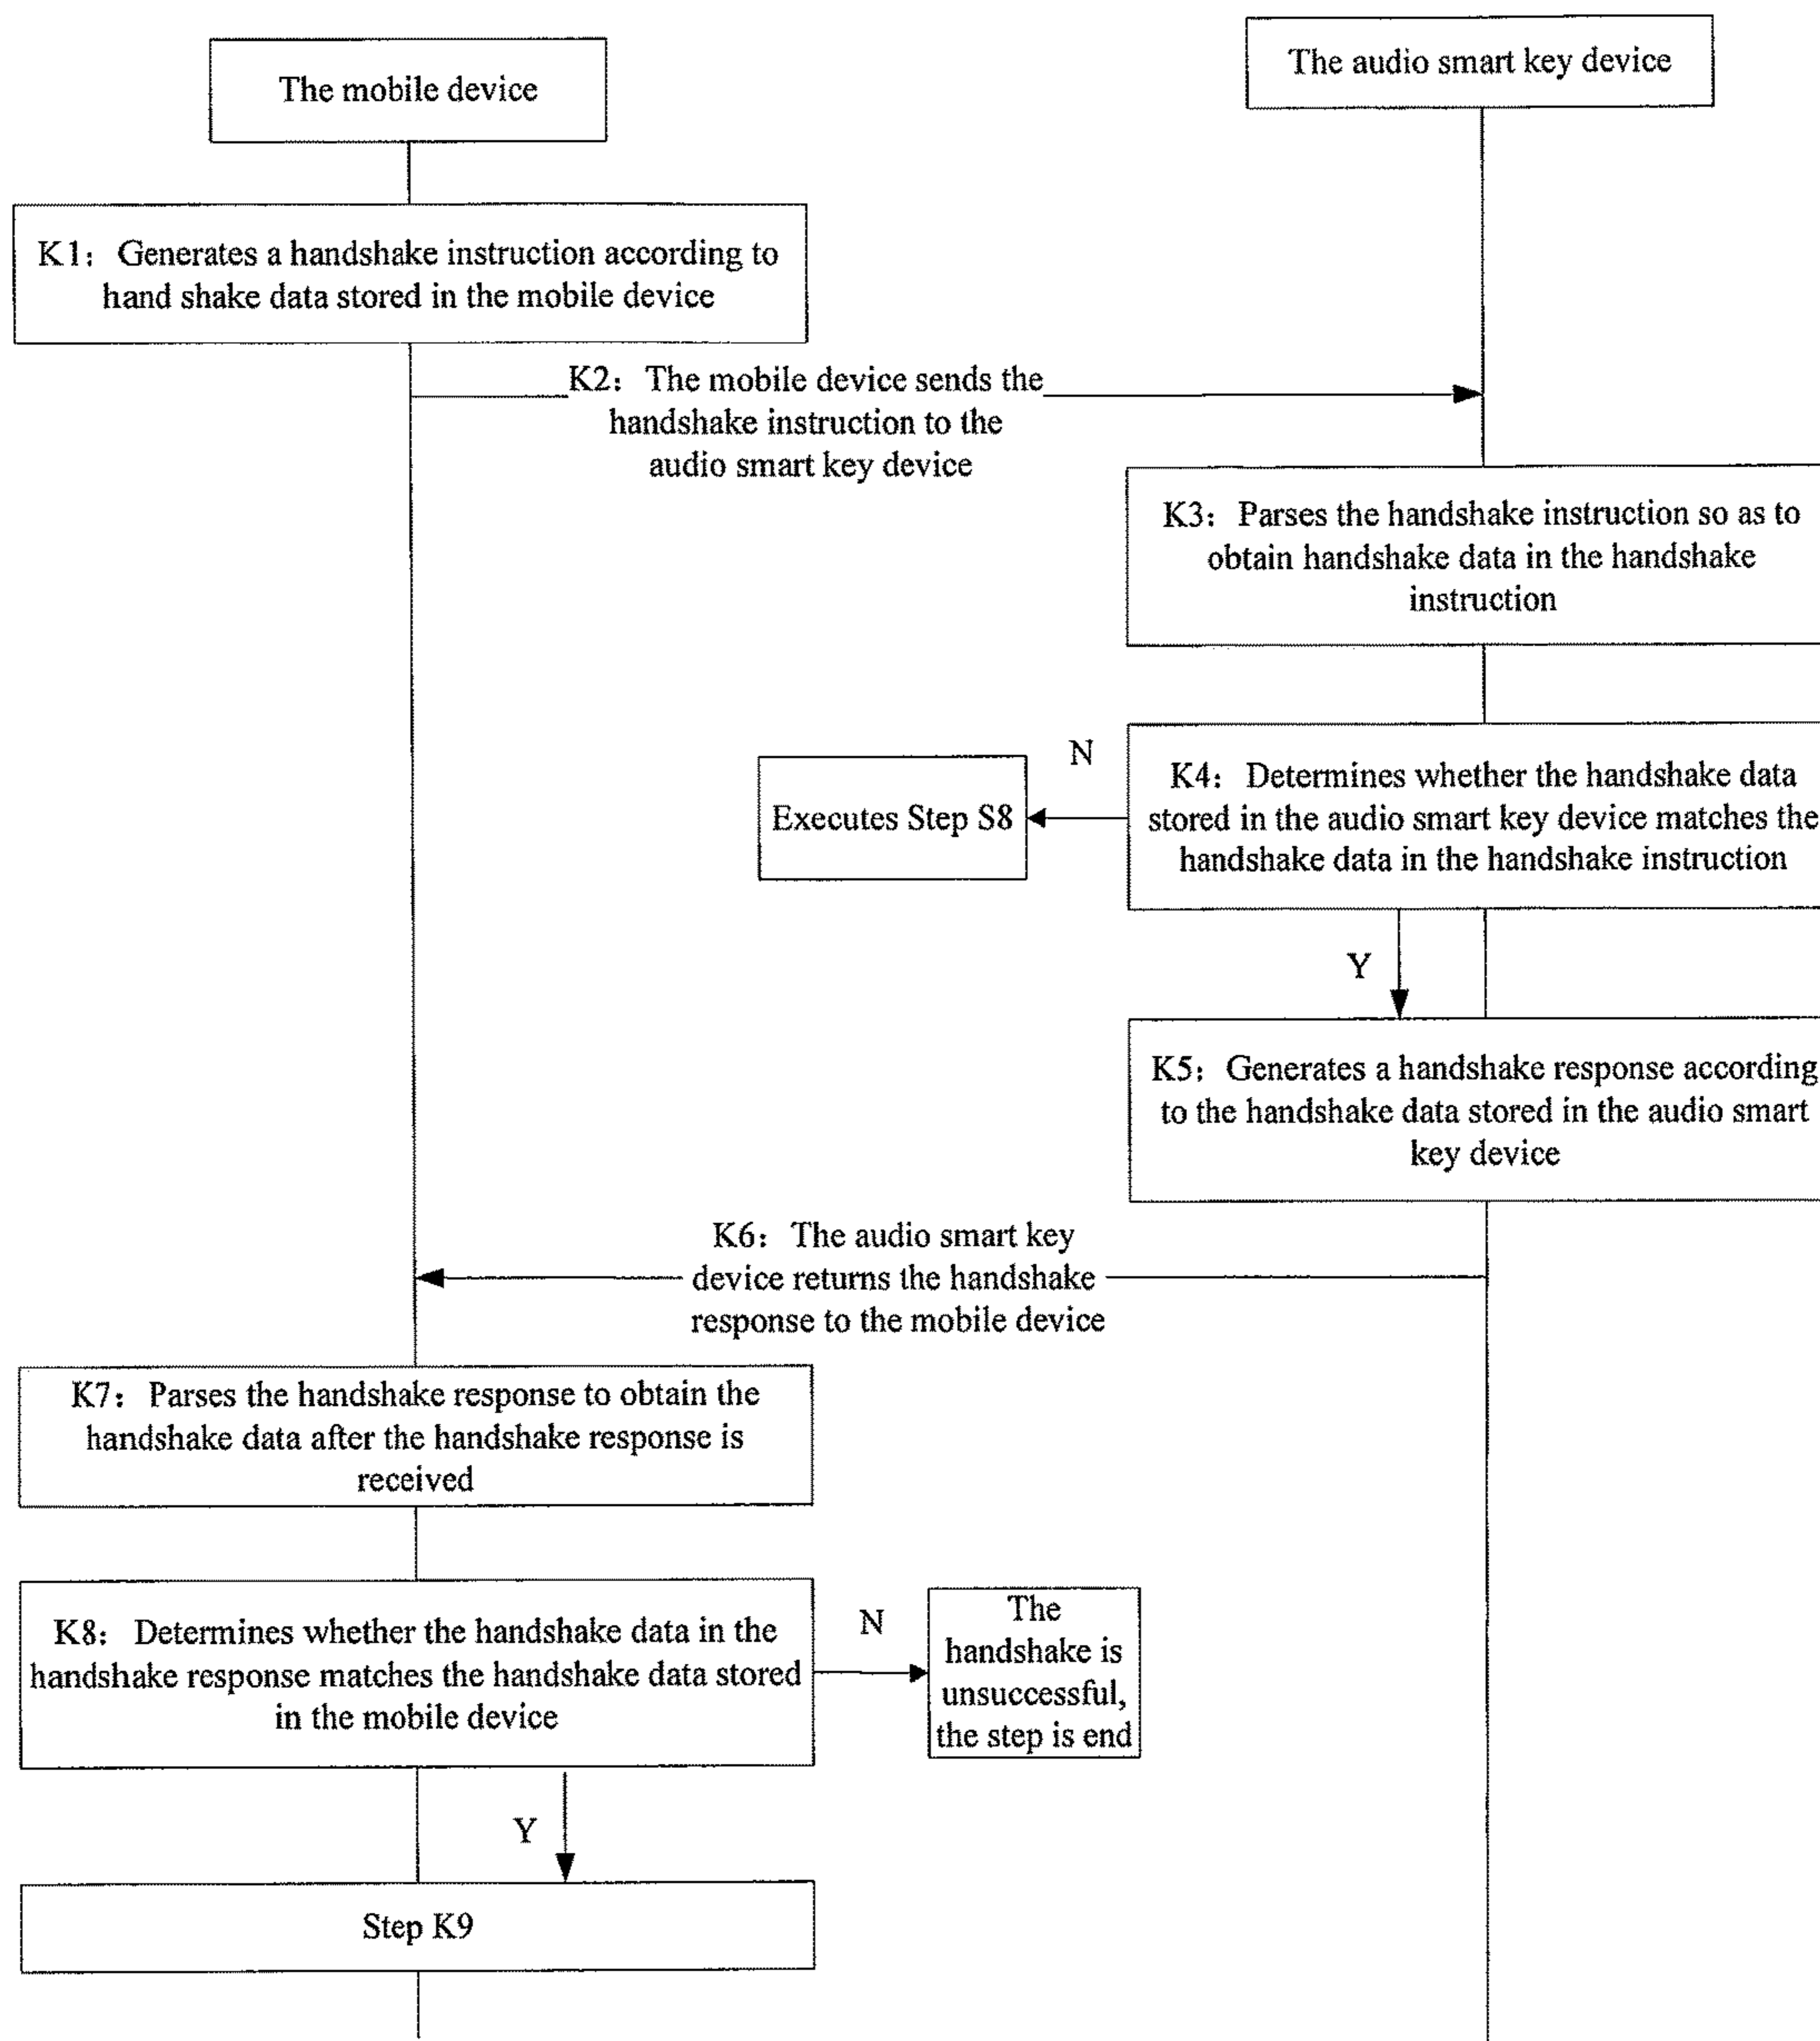 The mobile device
The audio smart key device
K1: Generates a handshake instruction according to
hand shake data stored in the mobile device
K2: The mobile device sends the
handshake instruction to the
audio smart key device
K3: Parses the handshake instruction so as to
obtain handshake data in the handshake
instruction
N
Executes Step S8
K4: Determines whether the handshake data
stored in the audio smart key device matches the
handshake data in the handshake instruction
Y
K5: Generates a handshake response according
to the handshake data stored in the audio smart
key device
K6: The audio smart key
device returns the handshake
response to the mobile device
K7: Parses the handshake response to obtain the
handshake data after the handshake response is
received
K8: Determines whether the handshake data in the
handshake response matches the handshake data stored
in the mobile device
N
The
handshake is
unsuccessful,
the step is end
Y
Step K9